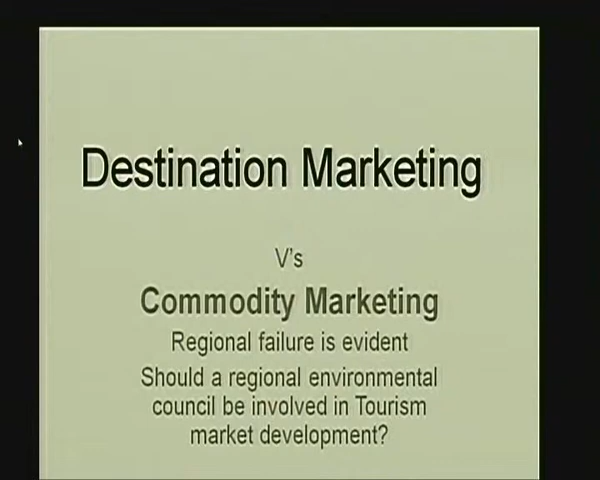 Destination Marketing
V's
Commodity Marketing
Regional failure is evident
Should a regional environmental
council be involved in Tourism
market development?